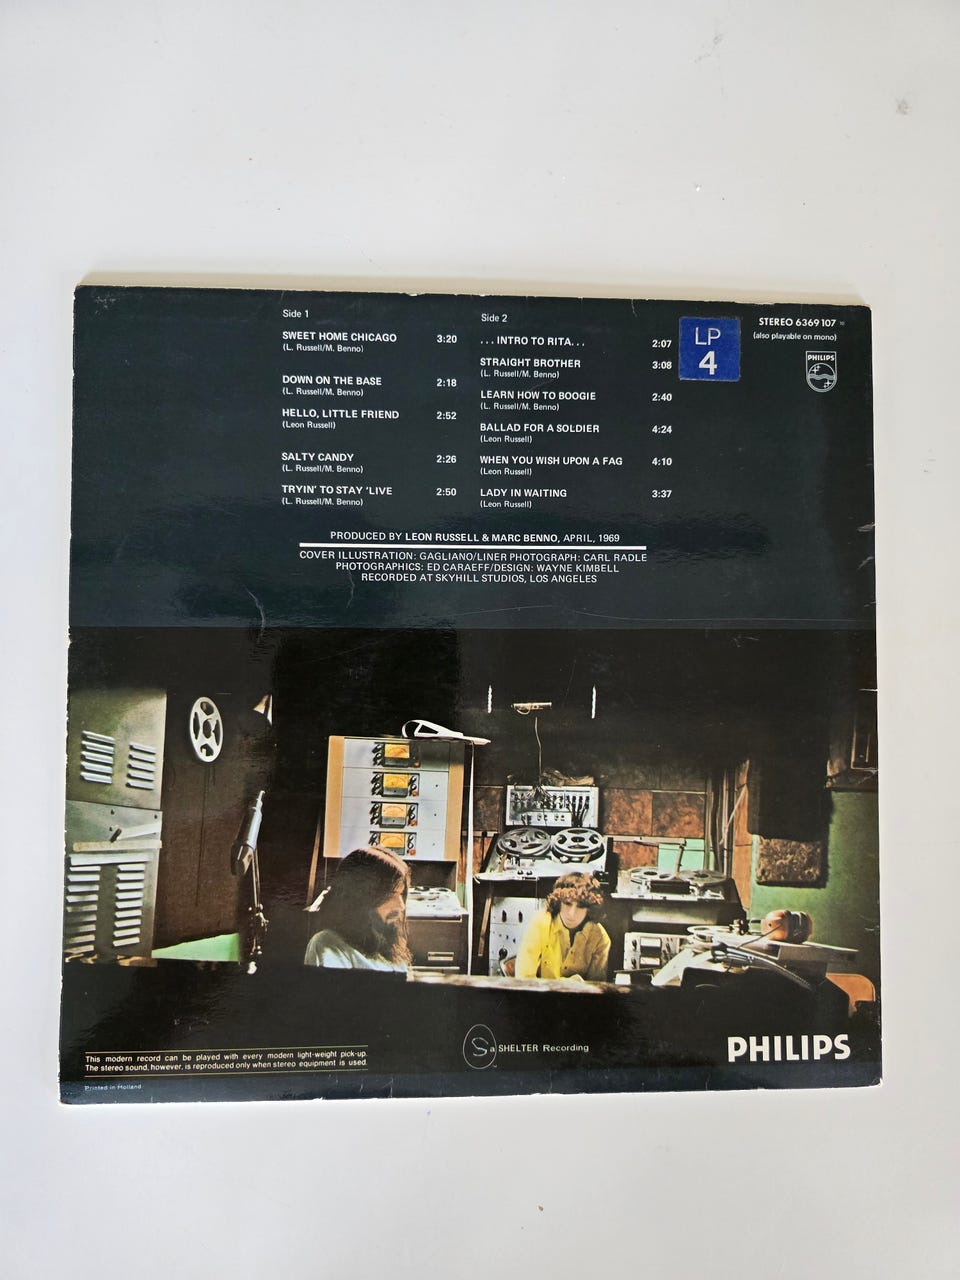 Side 1
SWEET HOME CHICAGO 3:20
(L. Russell/M. Benno)
DOWN ON THE BASE 2:18
(L. Russell/M. Benno)
HELLO, LITTLE FRIEND 2:52
(Leon Russell)
SALTY CANDY 2:26
(L. Russell/M. Benno)
TRYIN' TO STAY 'LIVE 2:50
(L. Russell/M. Benno)
Side 2
...INTRO TO RITA... 2:07
STRAIGHT BROTHER 3:08
(L. Russell/M. Benno)
LEARN HOW TO BOOGIE 2:40
(L. Russell/M. Benno)
BALLAD FOR A SOLDIER 4:24
(Leon Russell)
WHEN YOU WISH UPON A FAG 4:10
(Leon Russell)
LADY IN WAITING 3:37
(Leon Russell)
LP
4
STEREO 6369 107
(also playable on mono)
PHILIPS
PRODUCED BY LEON RUSSELL & MARC BENNO, APRIL, 1969
COVER ILLUSTRATION: GAGLIANO/LINER PHOTOGRAPH: CARL RADLE
PHOTOGRAPHICS: ED CARAEFF/DESIGN: WAYNE KIMBELL
RECORDED AT SKYHILL STUDIOS, LOS ANGELES
This modern record can be played with every modern light-weight pick-up.
The stereo sound, however, is reproduced only when stereo equipment is used.
Printed in Holland
S a SHELTER Recording
PHILIPS